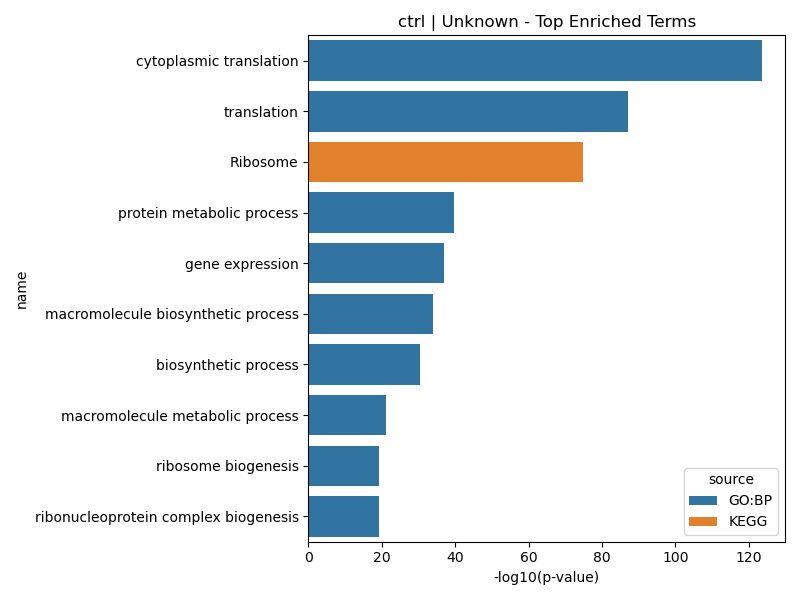 ctrl | Unknown - Top Enriched Terms
cytoplasmic translation
translation
Ribosome
protein metabolic process
gene expression
macromolecule biosynthetic process
biosynthetic process
macromolecule metabolic process
ribosome biogenesis
ribonucleoprotein complex biogenesis
name
source
GO:BP
KEGG
0 20 40 60 80 100 120
-log10(p-value)